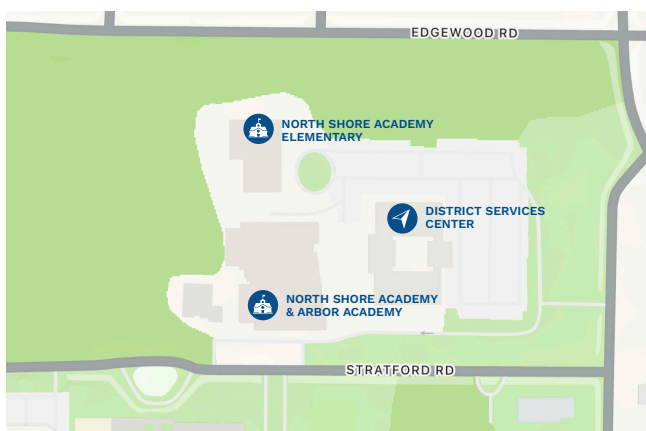 EDGEWOOD RD
NORTH SHORE ACADEMY
ELEMENTARY
DISTRICT SERVICES
CENTER
NORTH SHORE ACADEMY
& ARBOR ACADEMY
STRATFORD RD